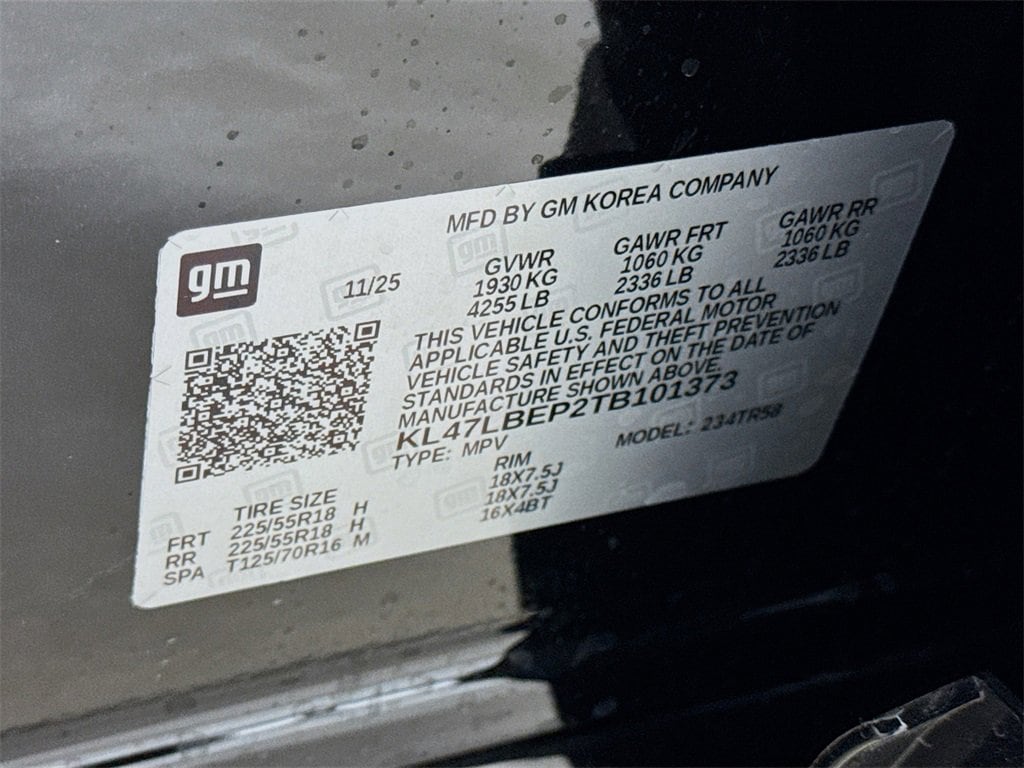 MFD BY GM KOREA COMPANY
gm
11/25
GVWR GAWR FRT GAWR RR
1930 KG 1060 KG 1060 KG
4255 LB 2336 LB 2336 LB
THIS VEHICLE CONFORMS TO ALL
APPLICABLE U.S. FEDERAL MOTOR
VEHICLE SAFETY AND THEFT PREVENTION
STANDARDS IN EFFECT ON THE DATE OF
MANUFACTURE SHOWN ABOVE.
KL47LBEP2TB101373
TYPE: MPV MODEL: 234TR58
TIRE SIZE RIM
FRT 225/55R18 H 18X7.5J
RR 225/55R18 H 18X7.5J
SPA T125/70R16 M 16X4BT